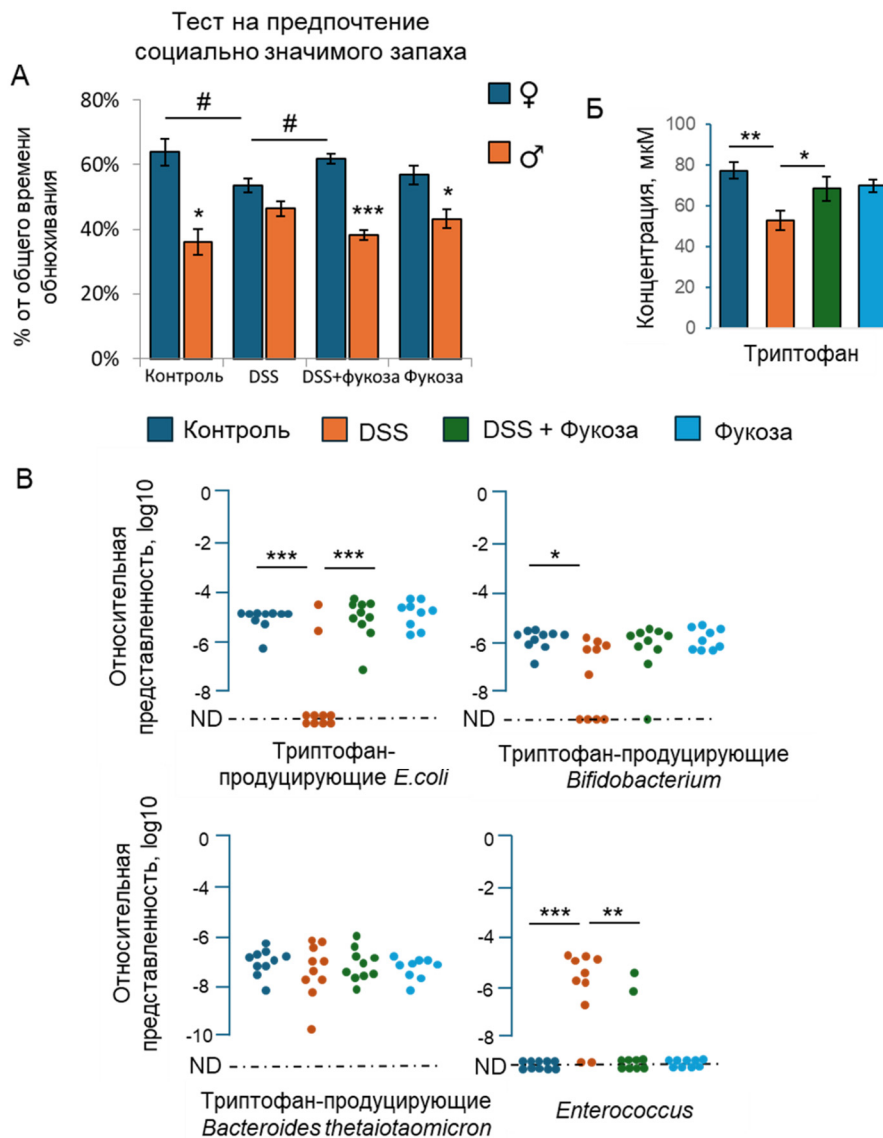 Тест на предпочтение
социально значимого запаха
А
% от общего времени
обнюхивания
80%
60%
40%
20%
0%
#
#
*
***
*
Контроль
DSS
DSS+фукоза
Фукоза
♀
♂
Б
Концентрация, мкМ
100
80
60
40
20
0
**
*
Триптофан
Контроль
DSS
DSS + Фукоза
Фукоза
В
Относительная
представленность, log10
0
-2
-4
-6
-8
ND
***
***
Триптофан-
продуцирующие E.coli
0
-2
-4
-6
-8
ND
*
Триптофан-продуцирующие
Bifidobacterium
Относительная
представленность, log10
0
-4
-6
-8
-10
ND
Триптофан-продуцирующие
Bacteroides thetaiotaomicron
0
-2
-4
-6
-8
ND
***
**
Enterococcus